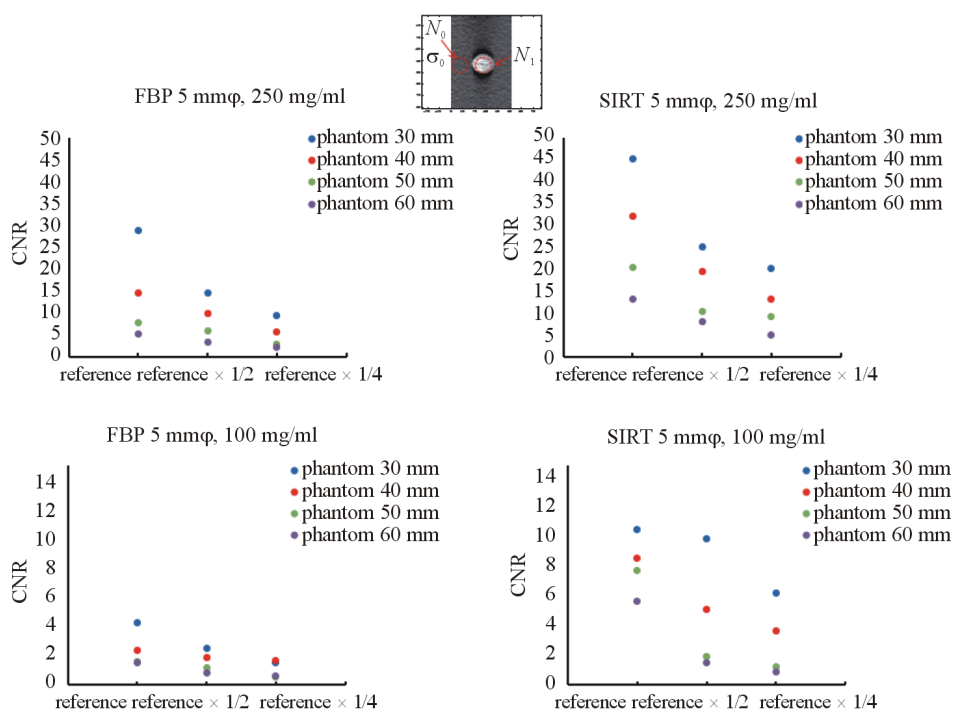 N0
σ0
N1
FBP 5 mmφ, 250 mg/ml
CNR
50
45
40
35
30
25
20
15
10
5
0
phantom 30 mm
phantom 40 mm
phantom 50 mm
phantom 60 mm
reference reference × 1/2 reference × 1/4
SIRT 5 mmφ, 250 mg/ml
CNR
50
45
40
35
30
25
20
15
10
5
0
phantom 30 mm
phantom 40 mm
phantom 50 mm
phantom 60 mm
reference reference × 1/2 reference × 1/4
FBP 5 mmφ, 100 mg/ml
CNR
14
12
10
8
6
4
2
0
phantom 30 mm
phantom 40 mm
phantom 50 mm
phantom 60 mm
reference reference × 1/2 reference × 1/4
SIRT 5 mmφ, 100 mg/ml
CNR
14
12
10
8
6
4
2
0
phantom 30 mm
phantom 40 mm
phantom 50 mm
phantom 60 mm
reference reference × 1/2 reference × 1/4